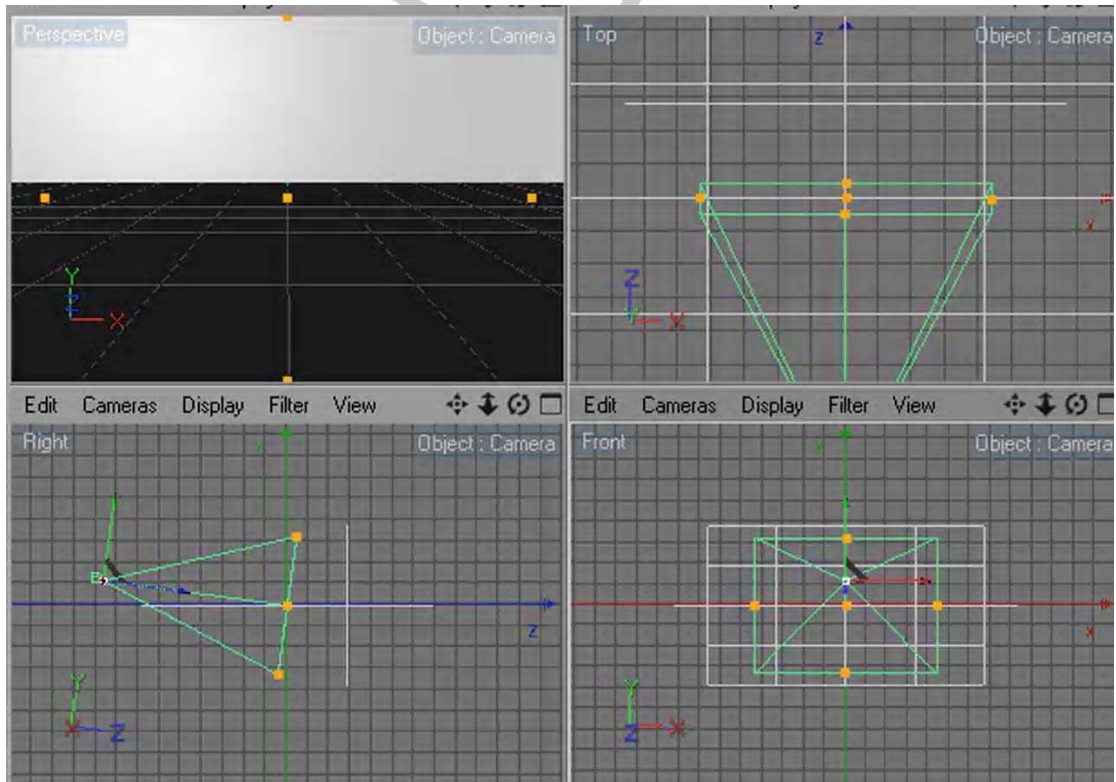 Perspective
Object : Camera
Top
Object : Camera
z
x
Y
Z
X
Z
Y
X
Edit Cameras Display Filter View
Edit Cameras Display Filter View
Right
Object : Camera
Front
Object : Camera
y
y
z
x
Y
X
Z
Y
Z
X